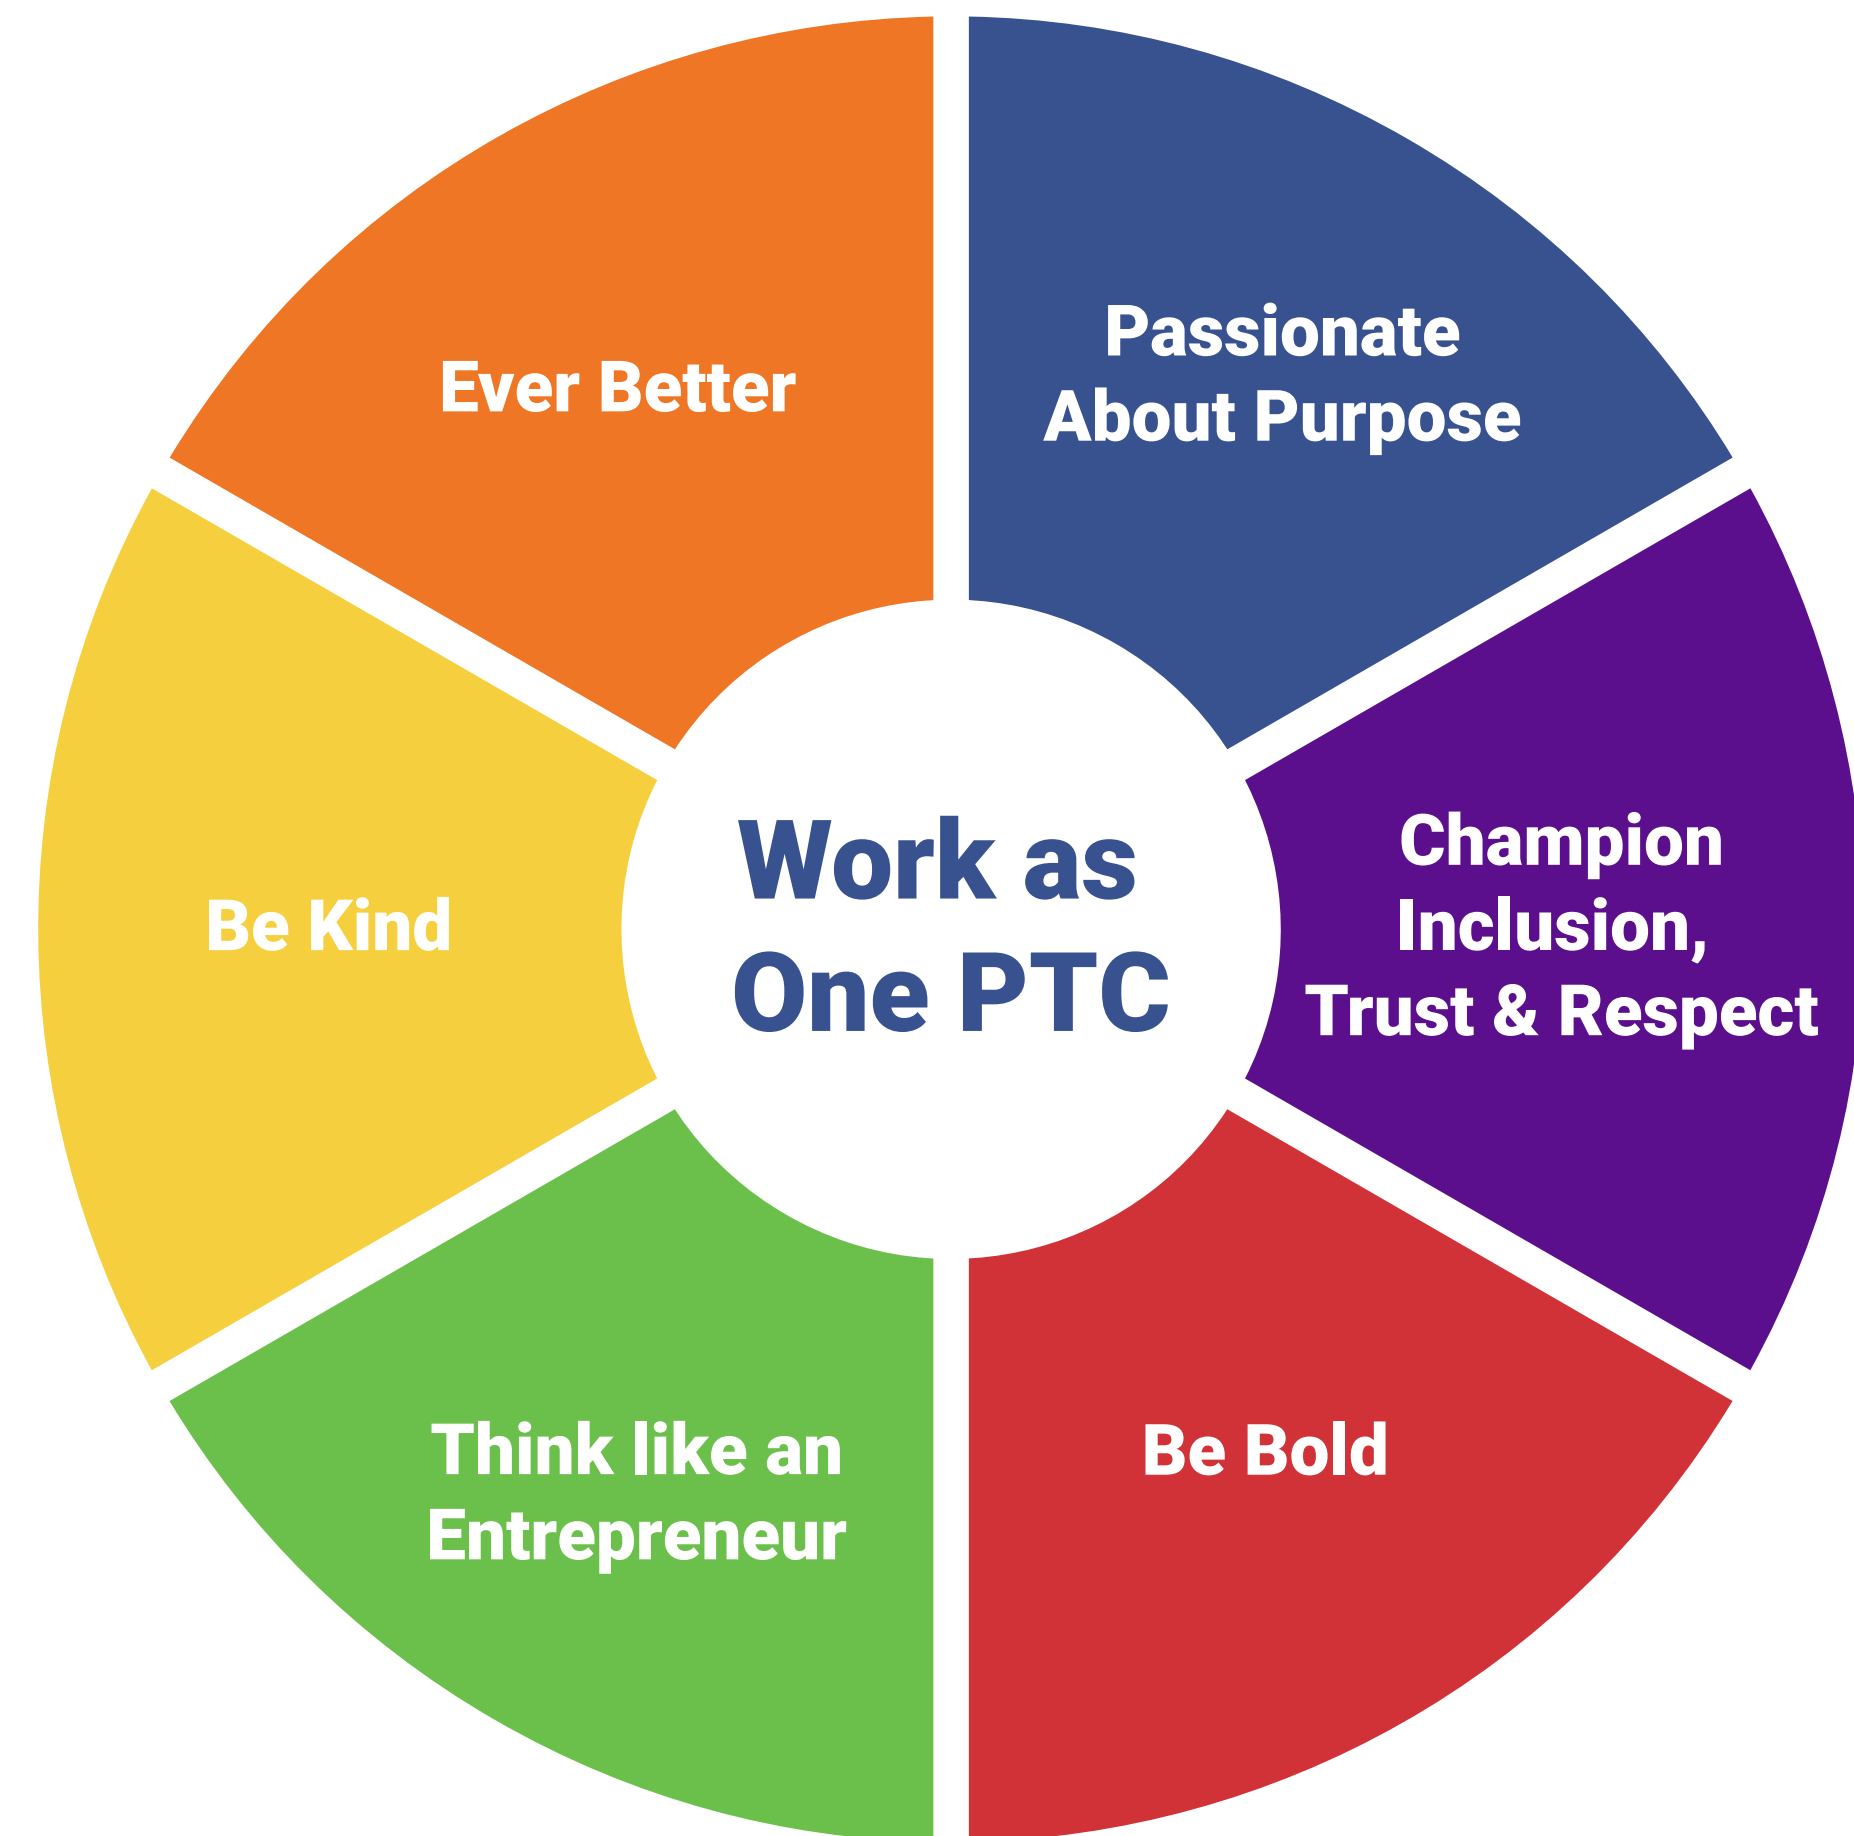 Ever Better
Passionate
About Purpose
Champion
Inclusion,
Trust & Respect
Be Bold
Think like an
Entrepreneur
Be Kind
Work as
One PTC